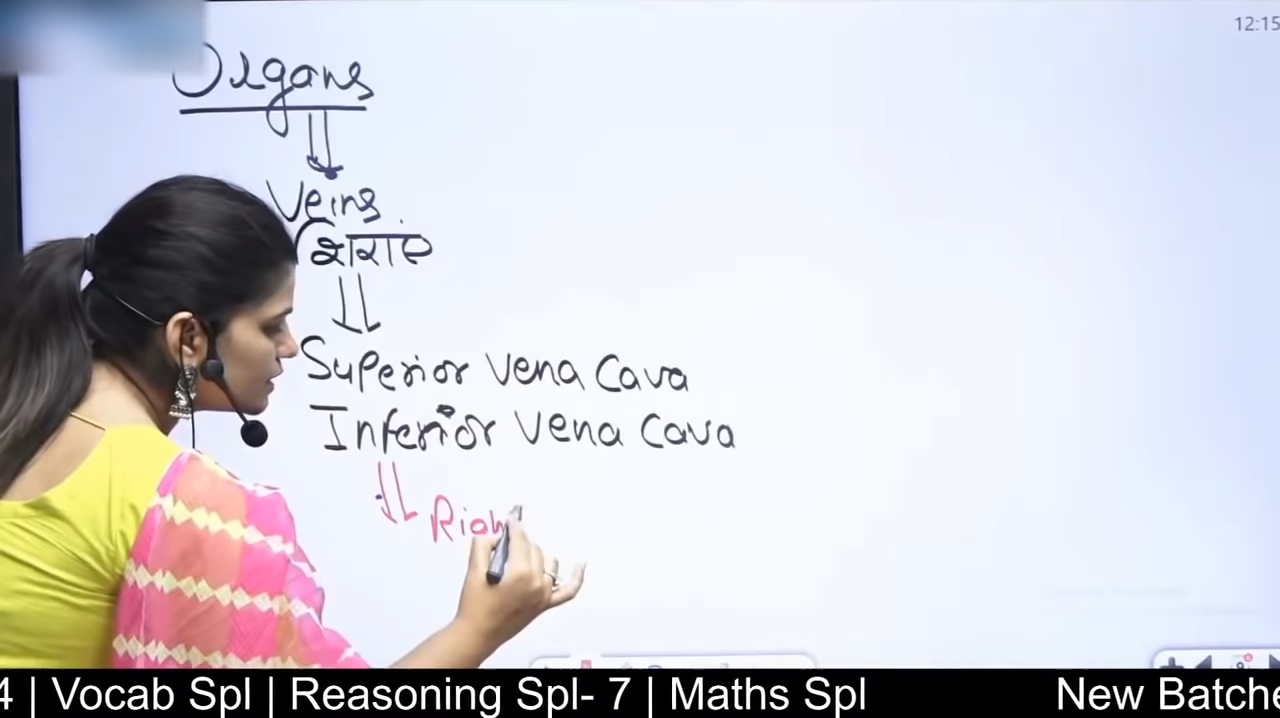 12:15
Organs
Veins
शिराए
Superior Vena Cava
Inferior Vena Cava
Righ
4 | Vocab Spl | Reasoning Spl- 7 | Maths Spl New Batche